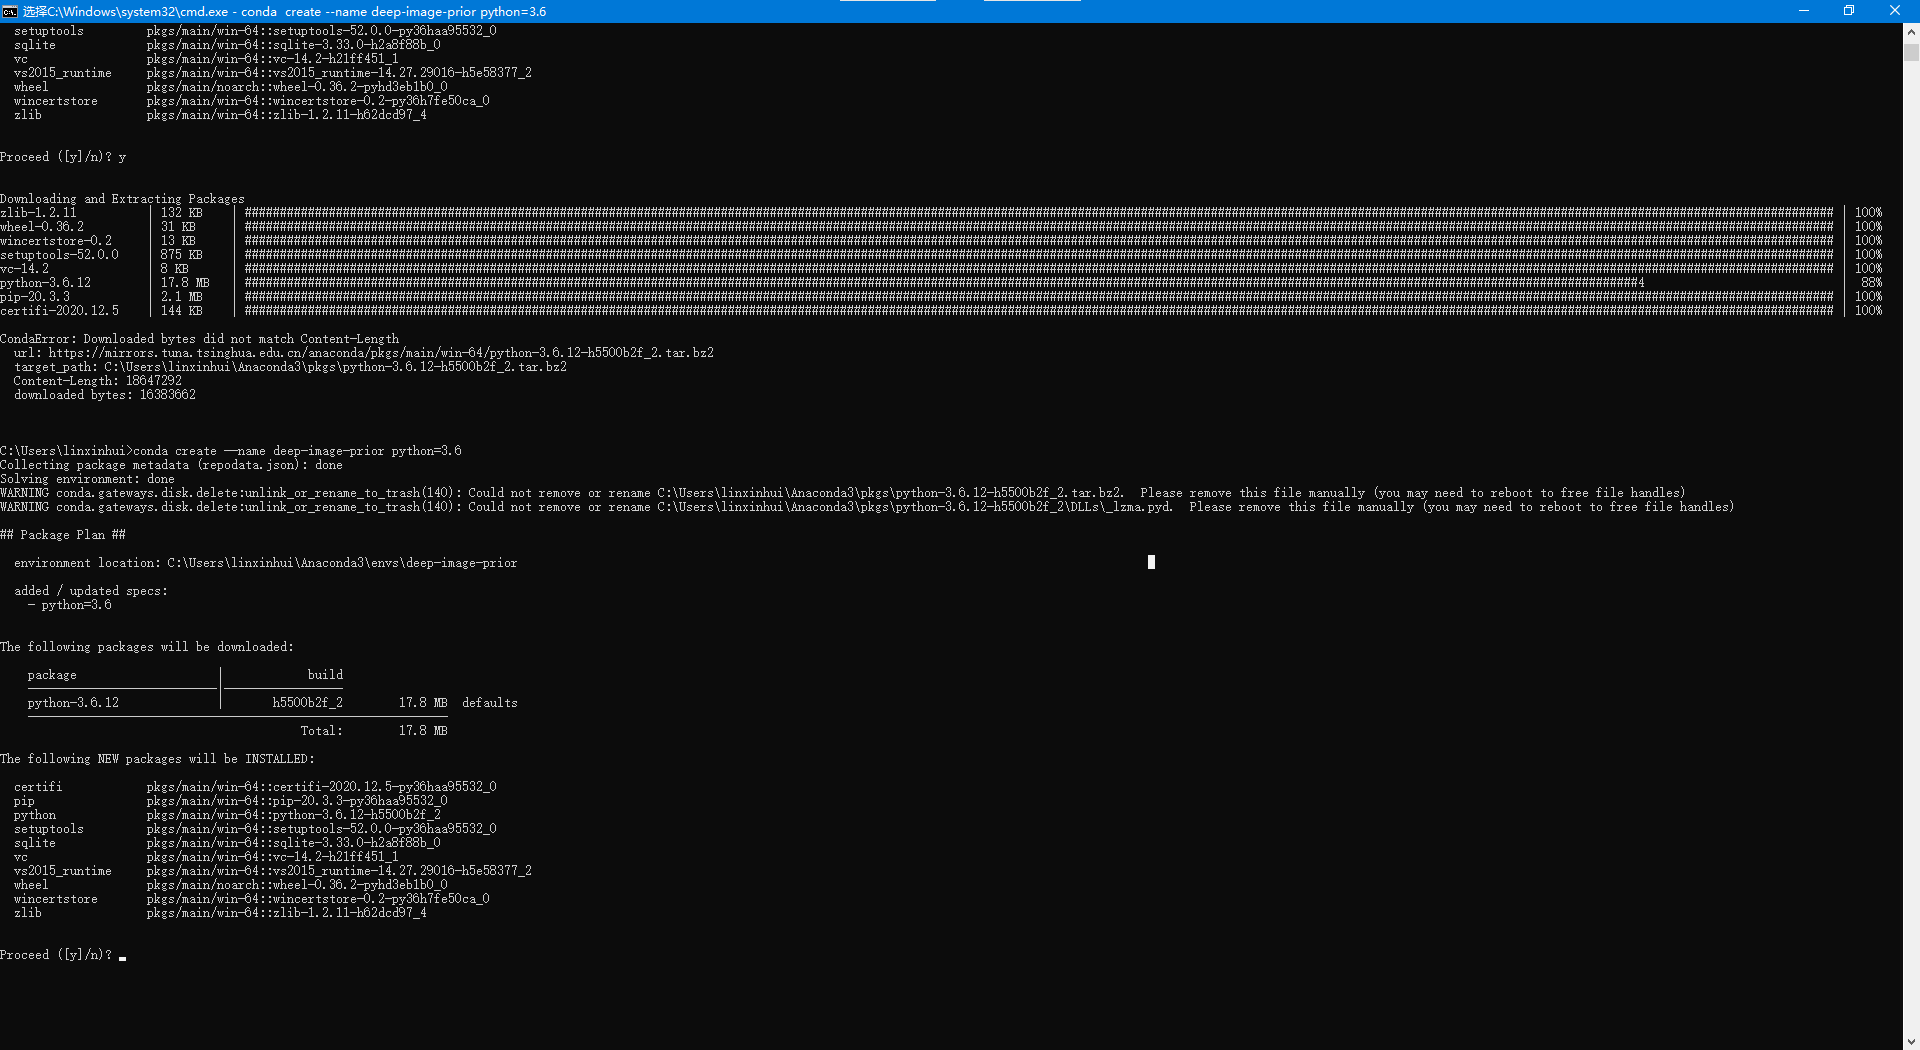 选择C:\Windows\system32\cmd.exe - conda  create --name deep-image-prior python=3.6
setuptools pkgs/main/win-64::setuptools-52.0.0-py36haa95532_0
sqlite pkgs/main/win-64::sqlite-3.33.0-h2a8f88b_0
vc pkgs/main/win-64::vc-14.2-h21ff451_1
vs2015_runtime pkgs/main/win-64::vs2015_runtime-14.27.29016-h5e58377_2
wheel pkgs/main/noarch::wheel-0.36.2-pyhd3eb1b0_0
wincertstore pkgs/main/win-64::wincertstore-0.2-py36h7fe50ca_0
zlib pkgs/main/win-64::zlib-1.2.11-h62dcd97_4
Proceed ([y]/n)? y
Downloading and Extracting Packages
zlib-1.2.11 | 132 KB | | 100%
wheel-0.36.2 | 31 KB | | 100%
wincertstore-0.2 | 13 KB | | 100%
setuptools-52.0.0 | 875 KB | | 100%
vc-14.2 | 8 KB | | 100%
python-3.6.12 | 17.8 MB | 4 | 88%
pip-20.3.3 | 2.1 MB | | 100%
certifi-2020.12.5 | 144 KB | | 100%
CondaError: Downloaded bytes did not match Content-Length
url: https://mirrors.tuna.tsinghua.edu.cn/anaconda/pkgs/main/win-64/python-3.6.12-h5500b2f_2.tar.bz2
target_path: C:\Users\linxinhui\Anaconda3\pkgs\python-3.6.12-h5500b2f_2.tar.bz2
Content-Length: 18647292
downloaded bytes: 16383662
C:\Users\linxinhui>conda create --name deep-image-prior python=3.6
Collecting package metadata (repodata.json): done
Solving environment: done
WARNING conda.gateways.disk.delete:unlink_or_rename_to_trash(140): Could not remove or rename C:\Users\linxinhui\Anaconda3\pkgs\python-3.6.12-h5500b2f_2.tar.bz2.  Please remove this file manually (you may need to reboot to free file handles)
WARNING conda.gateways.disk.delete:unlink_or_rename_to_trash(140): Could not remove or rename C:\Users\linxinhui\Anaconda3\pkgs\python-3.6.12-h5500b2f_2\DLLs\_lzma.pyd.  Please remove this file manually (you may need to reboot to free file handles)
## Package Plan ##
environment location: C:\Users\linxinhui\Anaconda3\envs\deep-image-prior
added / updated specs:
- python=3.6
The following packages will be downloaded:
package | build
python-3.6.12 | h5500b2f_2 17.8 MB defaults
Total: 17.8 MB
The following NEW packages will be INSTALLED:
certifi pkgs/main/win-64::certifi-2020.12.5-py36haa95532_0
pip pkgs/main/win-64::pip-20.3.3-py36haa95532_0
python pkgs/main/win-64::python-3.6.12-h5500b2f_2
setuptools pkgs/main/win-64::setuptools-52.0.0-py36haa95532_0
sqlite pkgs/main/win-64::sqlite-3.33.0-h2a8f88b_0
vc pkgs/main/win-64::vc-14.2-h21ff451_1
vs2015_runtime pkgs/main/win-64::vs2015_runtime-14.27.29016-h5e58377_2
wheel pkgs/main/noarch::wheel-0.36.2-pyhd3eb1b0_0
wincertstore pkgs/main/win-64::wincertstore-0.2-py36h7fe50ca_0
zlib pkgs/main/win-64::zlib-1.2.11-h62dcd97_4
Proceed ([y]/n)?